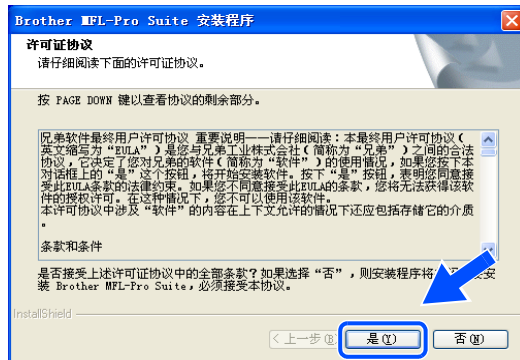 Brother MFL-Pro Suite 安装程序
许可证协议
请仔细阅读下面的许可证协议。
按 PAGE DOWN 键以查看协议的剩余部分。
兄弟软件最终用户许可协议 重要说明——请仔细阅读：本最终用户许可协议（
英文缩写为“EULA”）是您与兄弟工业株式会社（简称为“兄弟”）之间的合法
协议，它决定了您对兄弟的软件（简称为“软件”）的使用情况，如果您按下本
对话框上的“是”这个按钮，将开始安装软件。按下“是”按钮，表明您同意接
受此EULA条款的法律约束。如果您不同意接受此EULA的条款，您将无法获得该软
件的授权许可。在这种情况下，您不可以使用该软件。
本许可协议中涉及“软件”的内容在上下文允许的情况下还应包括存储它的介质
。
条款和条件
是否接受上述许可证协议中的全部条款？如果选择“否”，则安装程序将 安
装 Brother MFL-Pro Suite，必须接受本协议。
InstallShield
< 上一步(B)
是(Y)
否(N)